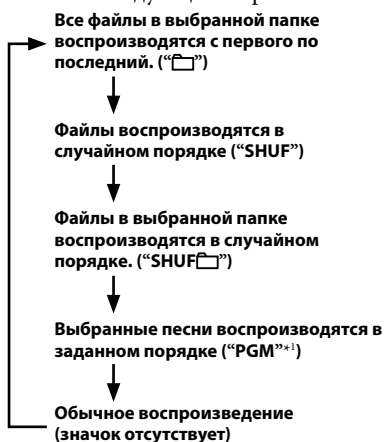 Все файлы в выбранной папке
воспроизводятся с первого по
последний. (“”)
Файлы воспроизводятся в
случайном порядке (“SHUF”)
Файлы в выбранной папке
воспроизводятся в случайном
порядке. (“SHUF”)
Выбранные песни воспроизводятся в
заданном порядке (“PGM”*1)
Обычное воспроизведение
(значок отсутствует)